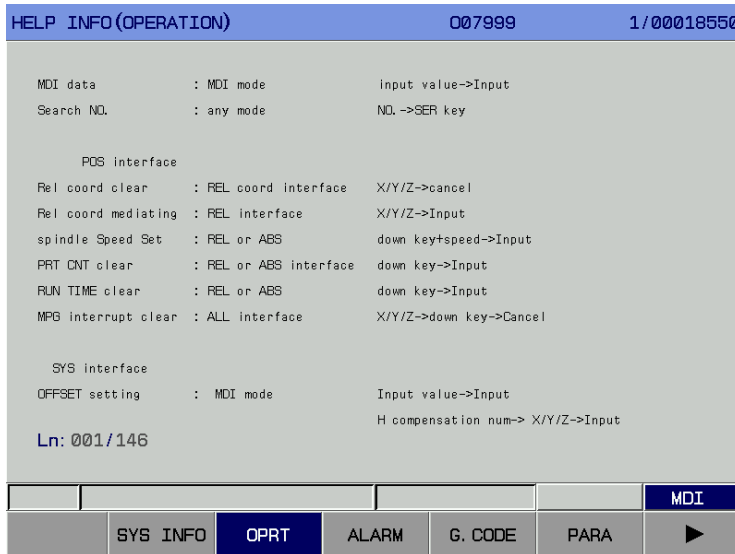 HELP INFO(OPERATION) O07999 1/00018550
MDI data : MDI mode input value->Input
Search NO. : any mode NO.->SER key
POS interface
Rel coord clear : REL coord interface X/Y/Z->cancel
Rel coord mediating : REL interface X/Y/Z->Input
spindle Speed Set : REL or ABS down key+speed->Input
PRT CNT clear : REL or ABS interface down key->Input
RUN TIME clear : REL or ABS down key->Input
MPG interrupt clear : ALL interface X/Y/Z->down key->Cancel
SYS interface
OFFSET setting : MDI mode Input value->Input
H compensation num-> X/Y/Z->Input
Ln: 001/146
MDI
SYS INFO OPRT ALARM G. CODE PARA